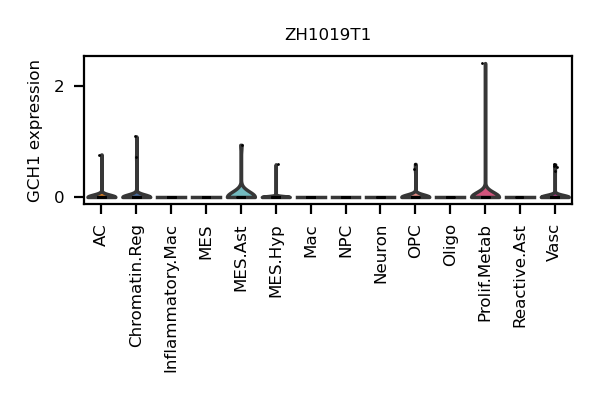 ZH1019T1
GCH1 expression
2
0
AC
Chromatin.Reg
Inflammatory.Mac
MES
MES.Ast
MES.Hyp
Mac
NPC
Neuron
OPC
Oligo
Prolif.Metab
Reactive.Ast
Vasc